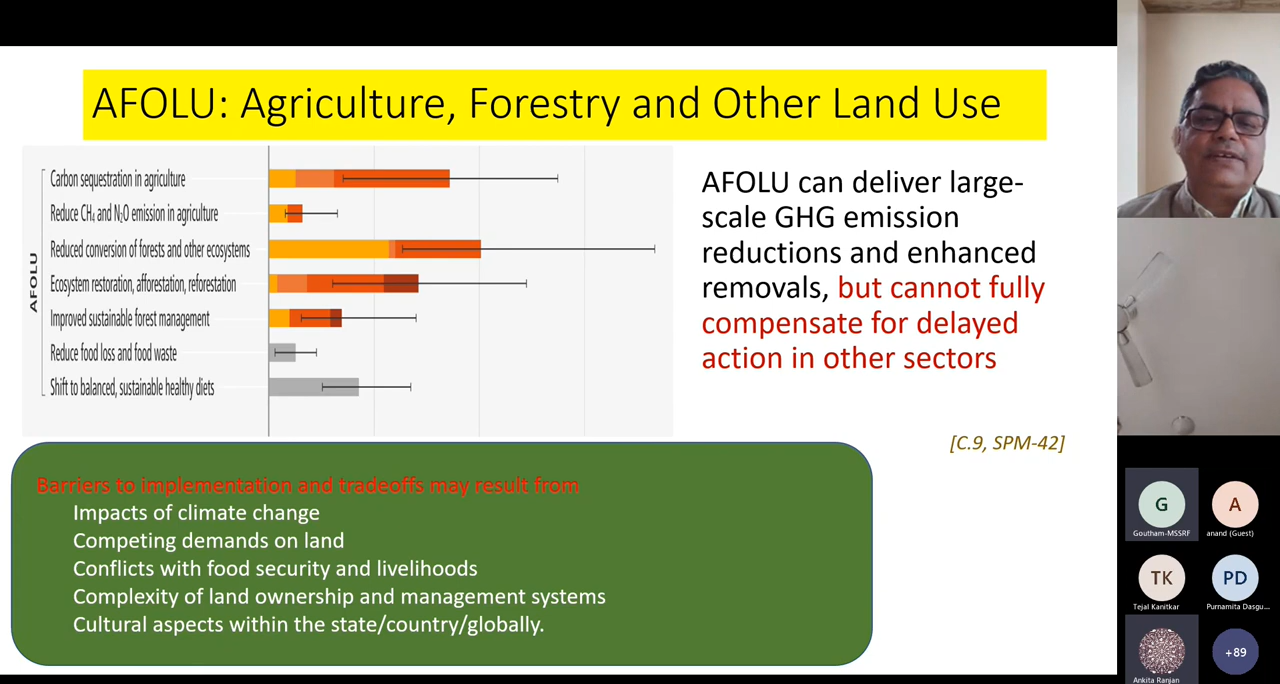 AFOLU: Agriculture, Forestry and Other Land Use
AFOLU
Carbon sequestration in agriculture
Reduce CH₄ and N₂O emission in agriculture
Reduced conversion of forests and other ecosystems
Ecosystem restoration, afforestation, reforestation
Improved sustainable forest management
Reduce food loss and food waste
Shift to balanced, sustainable healthy diets
AFOLU can deliver large-
scale GHG emission
reductions and enhanced
removals, but cannot fully
compensate for delayed
action in other sectors
[C.9, SPM-42]
Barriers to implementation and tradeoffs may result from
Impacts of climate change
Competing demands on land
Conflicts with food security and livelihoods
Complexity of land ownership and management systems
Cultural aspects within the state/country/globally.
G
Goutham-MSSRF
A
anand (Guest)
TK
Tejal Kanitkar
PD
Purnamita Dasgu...
Ankita Ranjan
+89